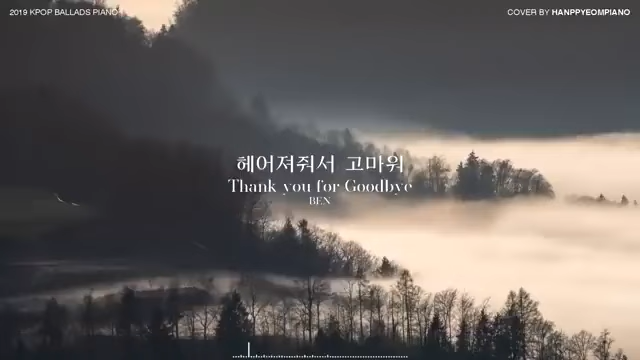 2019 KPOP BALLADS PIANO
COVER BY HANPPYEOMPIANO
헤어져줘서 고마워
Thank you for Goodbye
BEN